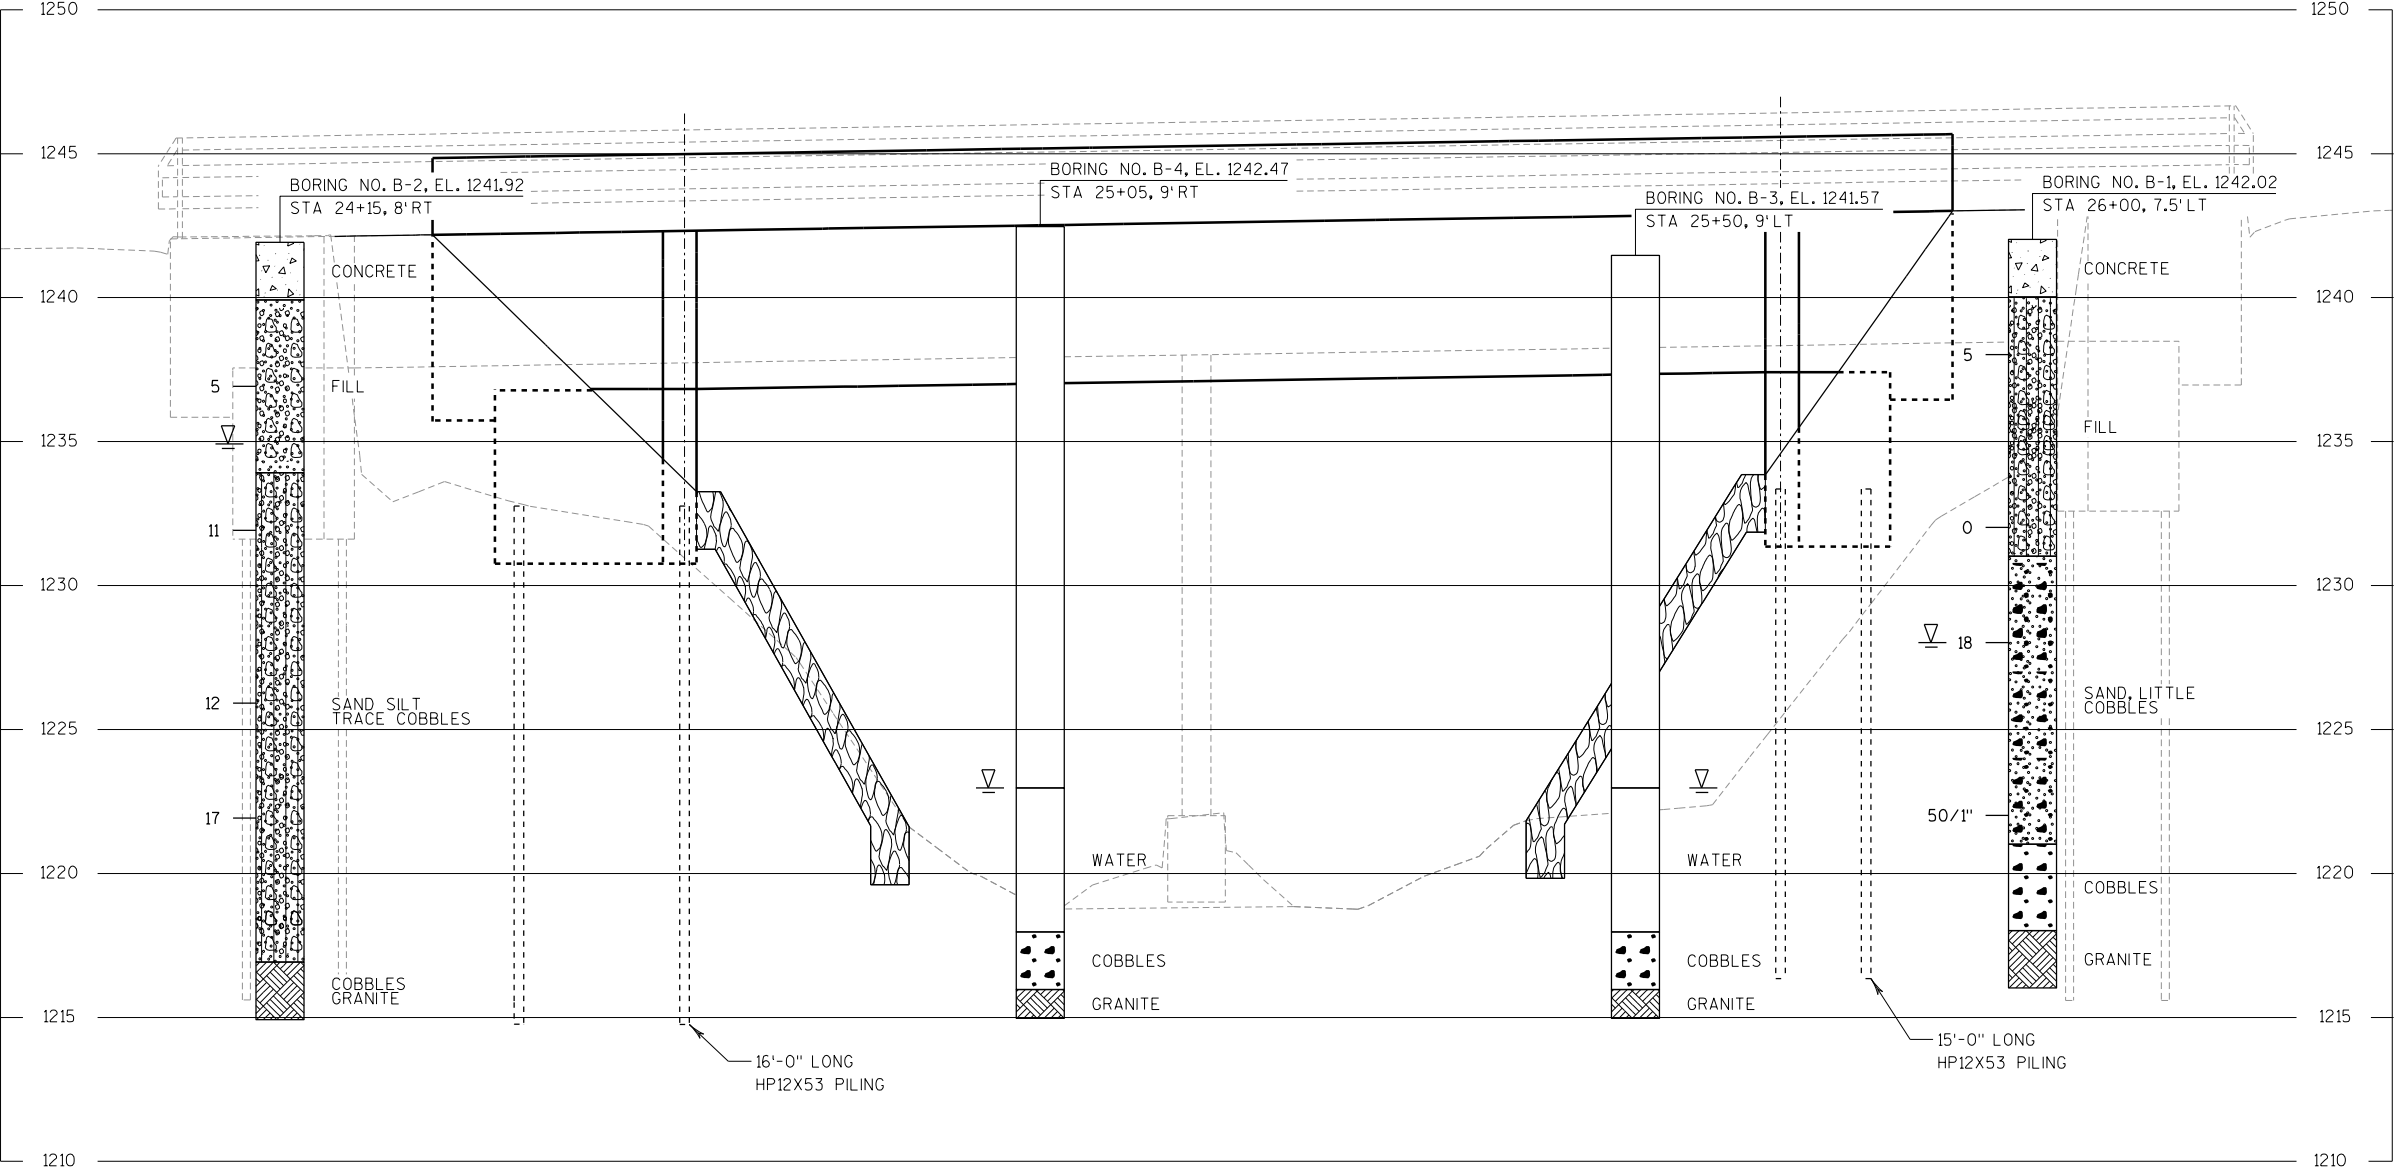 1250
1250
1245
1245
BORING NO. B-4, EL. 1242.47
STA 25+05, 9' RT
BORING NO. B-2, EL. 1241.92
STA 24+15, 8' RT
BORING NO. B-3, EL. 1241.57
STA 25+50, 9' LT
BORING NO. B-1, EL. 1242.02
STA 26+00, 7.5' LT
CONCRETE
CONCRETE
1240
1240
5
5
FILL
FILL
1235
1235
11
0
1230
1230
18
12
SAND SILT
TRACE COBBLES
SAND, LITTLE
COBBLES
1225
1225
17
50/1"
WATER
WATER
1220
1220
COBBLES
COBBLES
COBBLES
GRANITE
COBBLES
GRANITE
GRANITE
GRANITE
1215
1215
16'-0" LONG
HP12X53 PILING
15'-0" LONG
HP12X53 PILING
1210
1210